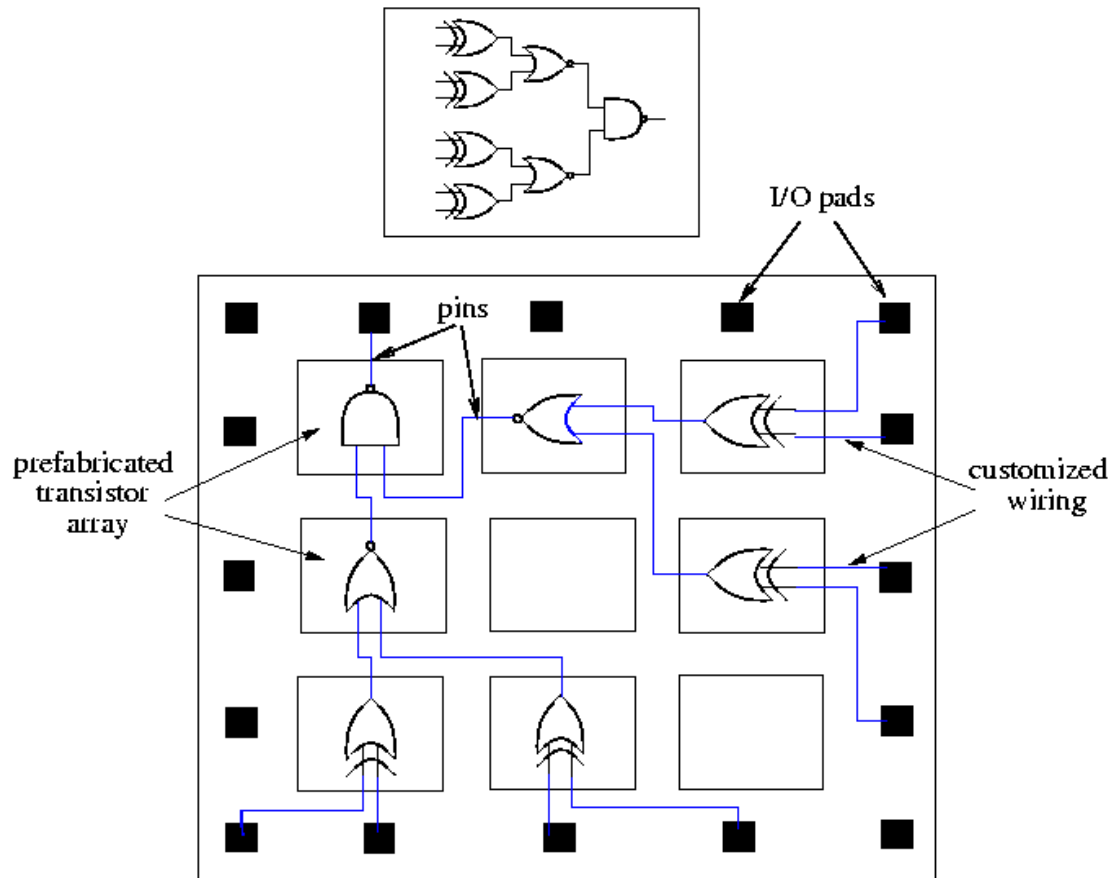 I/O pads
pins
prefabricated
transistor
array
customized
wiring